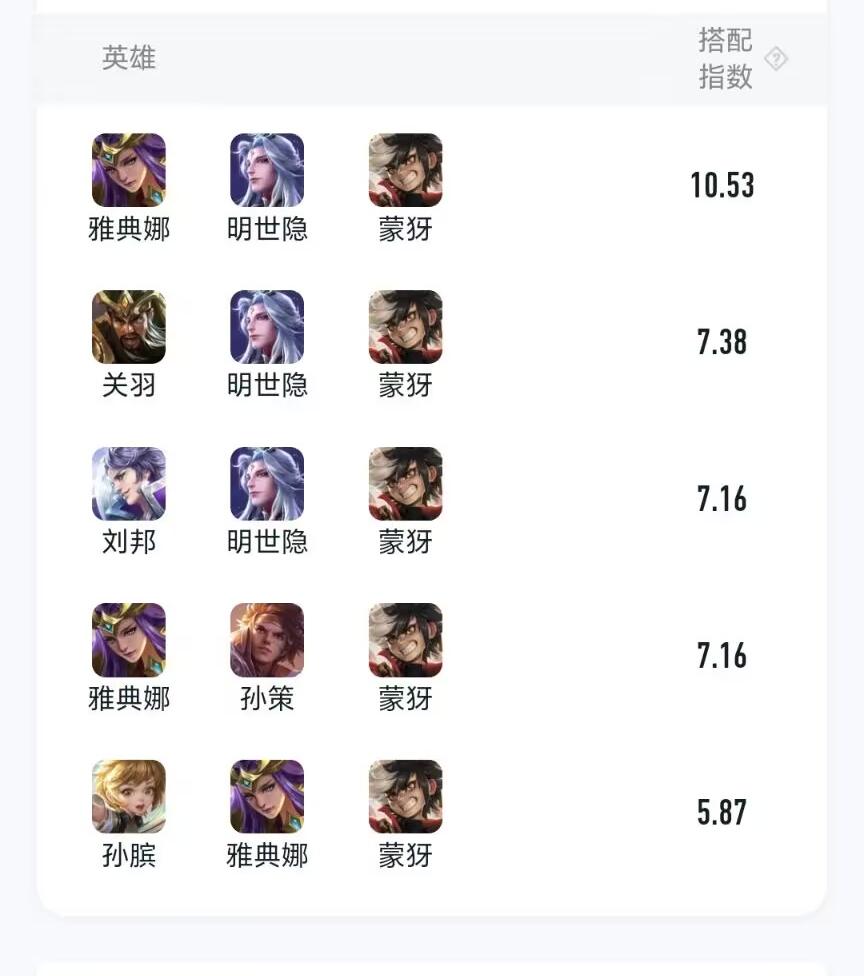 英雄
搭配
指数
?
雅典娜 明世隐 蒙犽 10.53
关羽 明世隐 蒙犽 7.38
刘邦 明世隐 蒙犽 7.16
雅典娜 孙策 蒙犽 7.16
孙膑 雅典娜 蒙犽 5.87